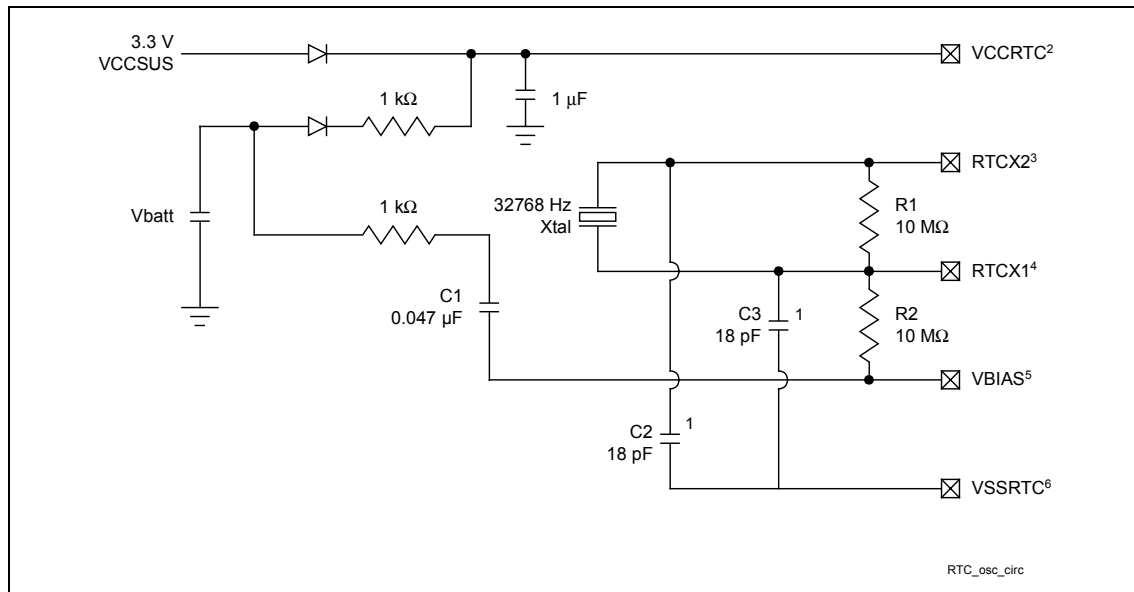 3.3 V
VCCSUS
VCCRTC²
1 kΩ
1 µF
RTCX2³
Vbatt
1 kΩ
32768 Hz
Xtal
R1
10 MΩ
RTCX1⁴
C1
0.047 µF
C3
18 pF
1
R2
10 MΩ
VBIAS⁵
C2
18 pF
1
VSSRTC⁶
RTC_osc_circ